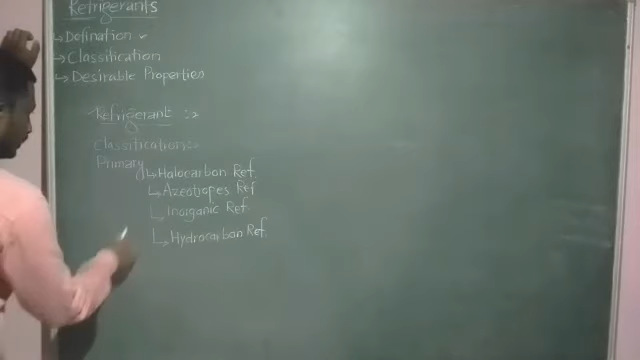 Refrigerants
↳ Defination ✓
↳ Classification
↳ Desirable Properties
Refrigerant :-
Classification:-
Primary
↳ Halocarbon Ref.
↳ Azeotropes Ref
↳ Inorganic Ref.
↳ Hydrocarbon Ref.